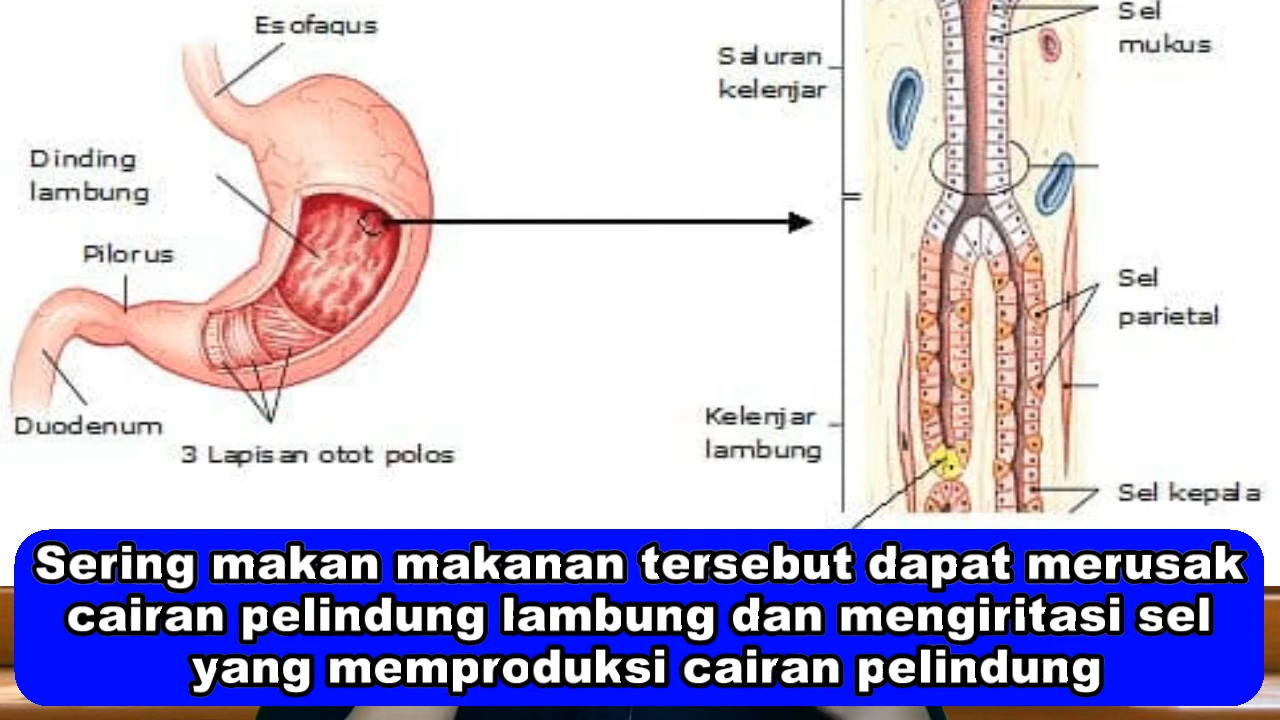 Esofagus
Dinding
lambung
Pilorus
Duodenum
3 Lapisan otot polos
Saluran
kelenjar
Kelenjar
lambung
Sel
mukus
Sel
parietal
Sel kepala
Sering makan makanan tersebut dapat merusak
cairan pelindung lambung dan mengiritasi sel
yang memproduksi cairan pelindung